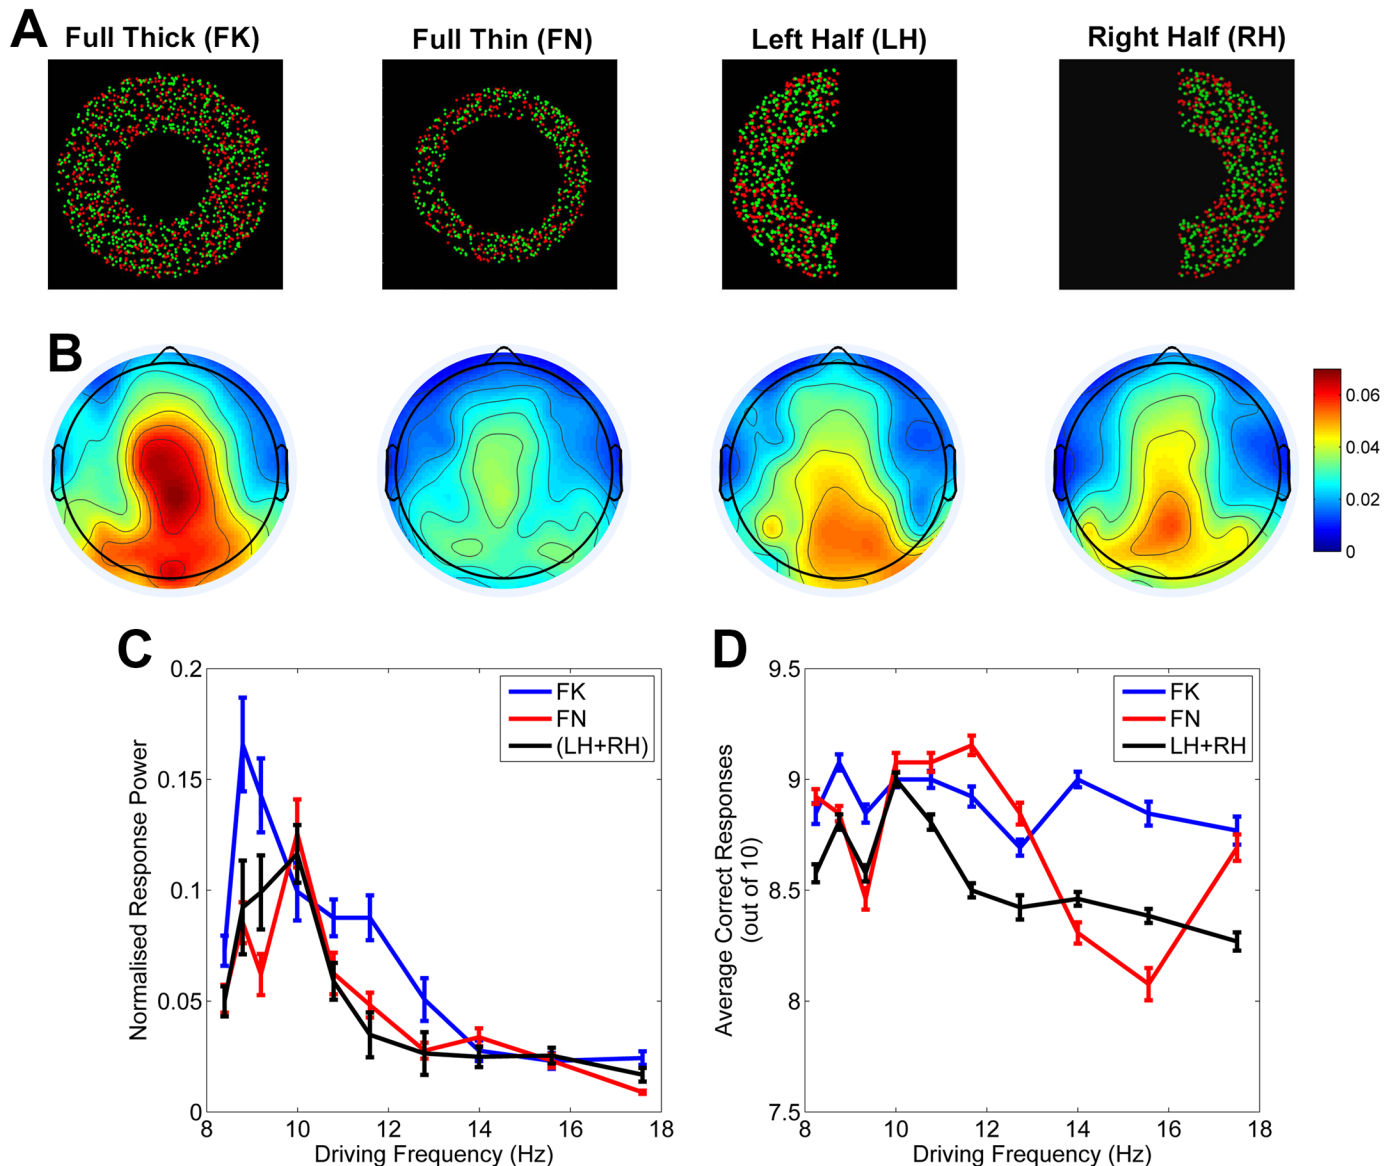 A
Full Thick (FK)
Full Thin (FN)
Left Half (LH)
Right Half (RH)
B
0.06
0.04
0.02
0
C
0.2
0.15
0.1
0.05
0
8
10
12
14
16
18
Normalised Response Power
Driving Frequency (Hz)
FK
FN
(LH+RH)
D
9.5
9
8.5
8
7.5
8
10
12
14
16
18
Average Correct Responses
(out of 10)
Driving Frequency (Hz)
FK
FN
LH+RH